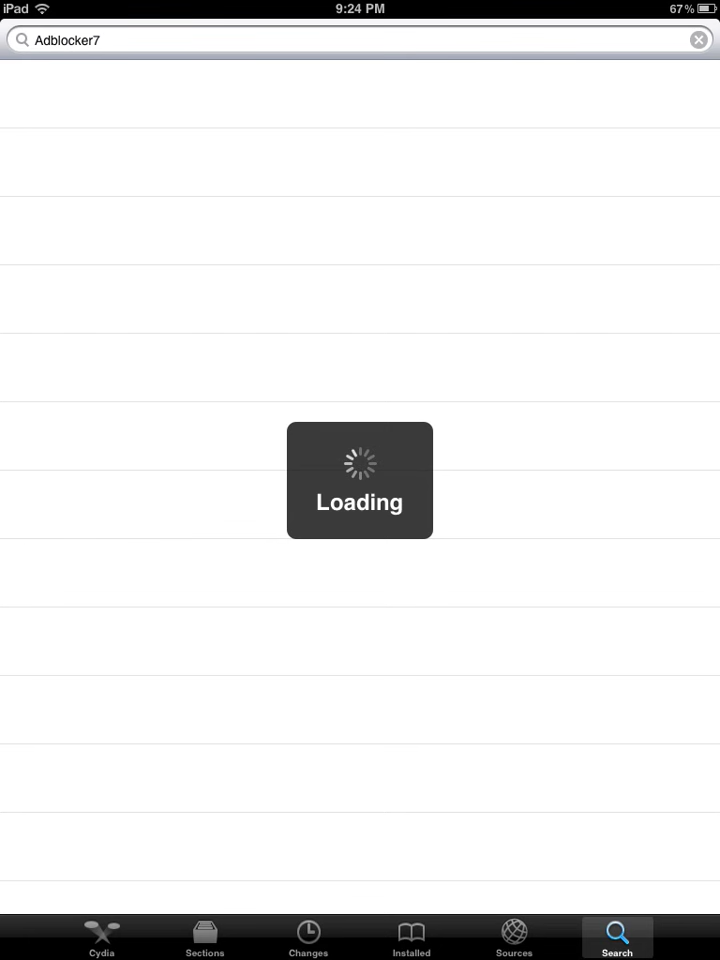 iPad 9:24 PM 67%
Adblocker7
Loading
Cydia Sections Changes Installed Sources Search